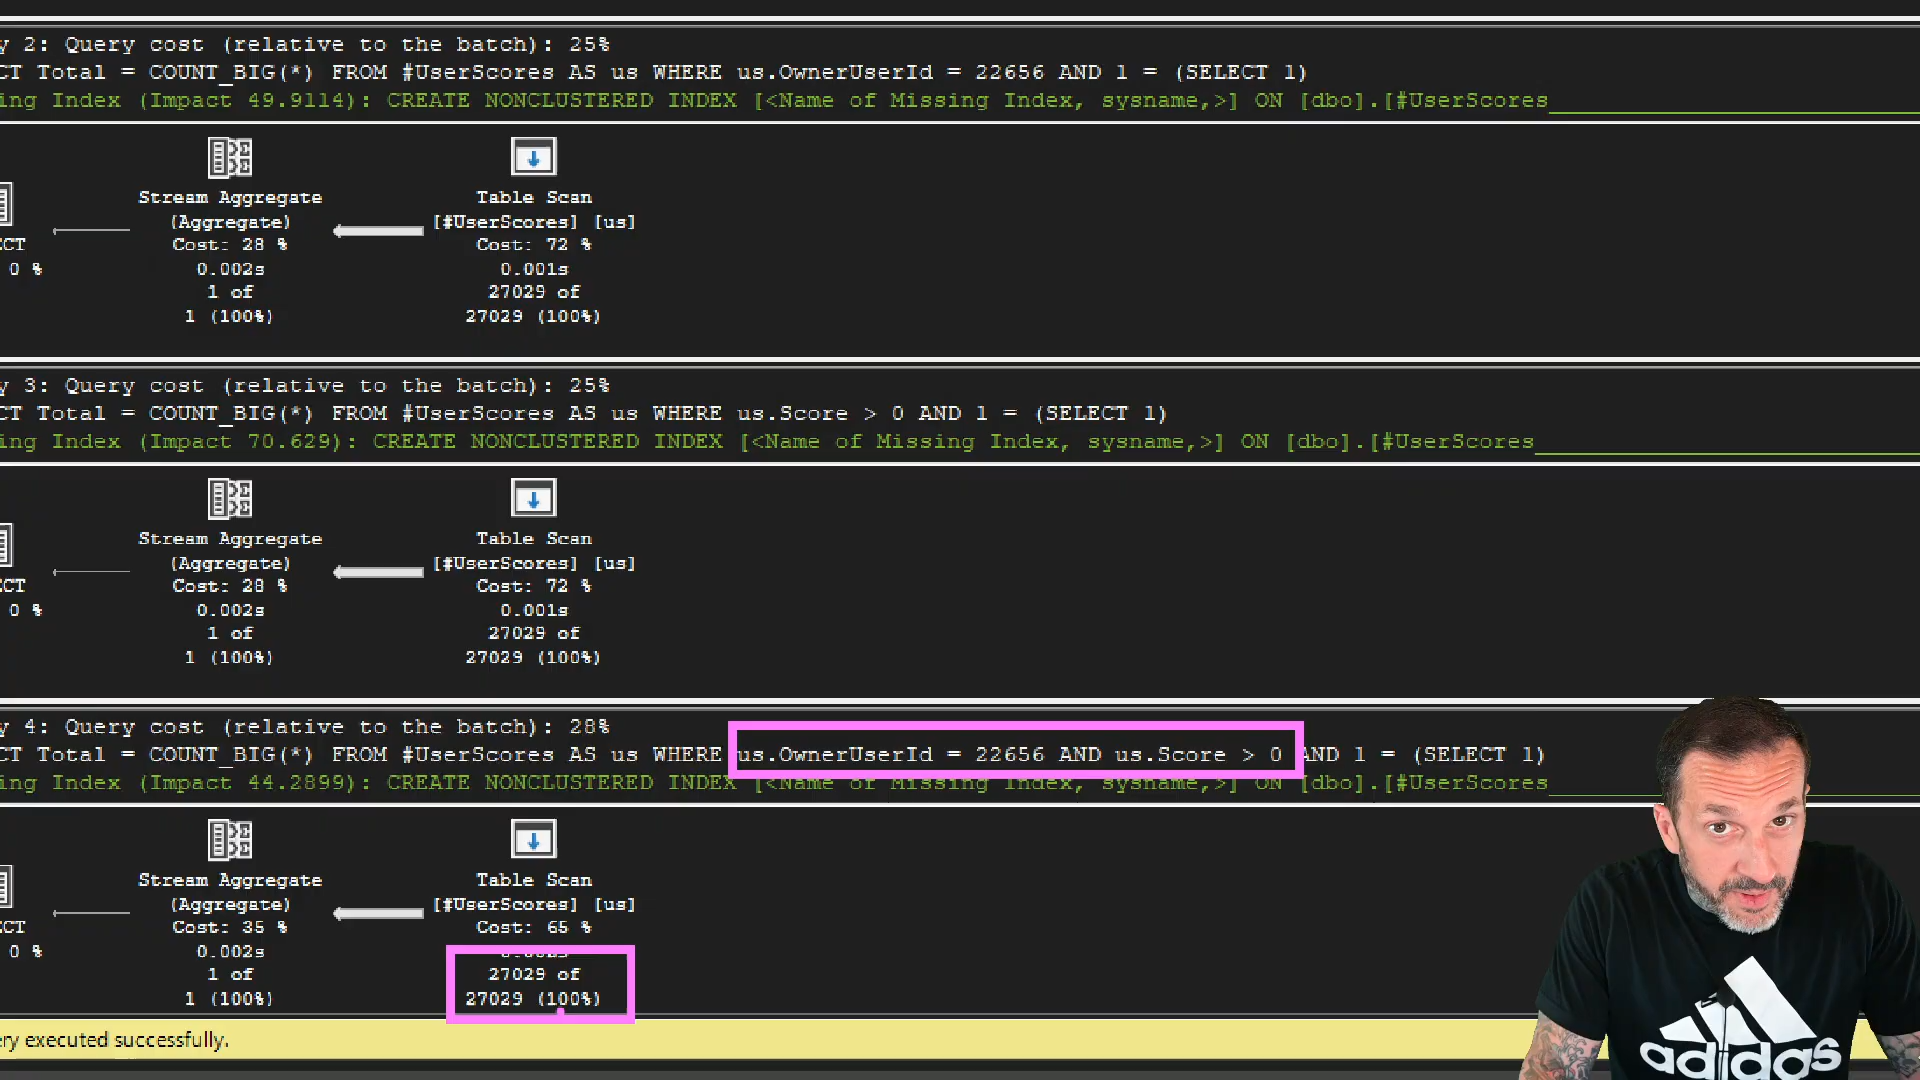 y 2: Query cost (relative to the batch): 25%
CT Total = COUNT_BIG(*) FROM #UserScores AS us WHERE us.OwnerUserId = 22656 AND 1 = (SELECT 1)
ing Index (Impact 49.9114): CREATE NONCLUSTERED INDEX [<Name of Missing Index, sysname,>] ON [dbo].[#UserScores
Stream Aggregate
(Aggregate)
Cost: 28 %
0.002s
1 of
1 (100%)
Table Scan
[#UserScores] [us]
Cost: 72 %
0.001s
27029 of
27029 (100%)
CT
0 %
y 3: Query cost (relative to the batch): 25%
CT Total = COUNT_BIG(*) FROM #UserScores AS us WHERE us.Score > 0 AND 1 = (SELECT 1)
ing Index (Impact 70.629): CREATE NONCLUSTERED INDEX [<Name of Missing Index, sysname,>] ON [dbo].[#UserScores
Stream Aggregate
(Aggregate)
Cost: 28 %
0.002s
1 of
1 (100%)
Table Scan
[#UserScores] [us]
Cost: 72 %
0.001s
27029 of
27029 (100%)
CT
0 %
y 4: Query cost (relative to the batch): 28%
CT Total = COUNT_BIG(*) FROM #UserScores AS us WHERE us.OwnerUserId = 22656 AND us.Score > 0 AND 1 = (SELECT 1)
ing Index (Impact 44.2899): CREATE NONCLUSTERED INDEX [<Name of Missing Index, sysname,>] ON [dbo].[#UserScores
Stream Aggregate
(Aggregate)
Cost: 35 %
0.002s
1 of
1 (100%)
Table Scan
[#UserScores] [us]
Cost: 65 %
27029 of
27029 (100%)
CT
0 %
ery executed successfully.
adidas